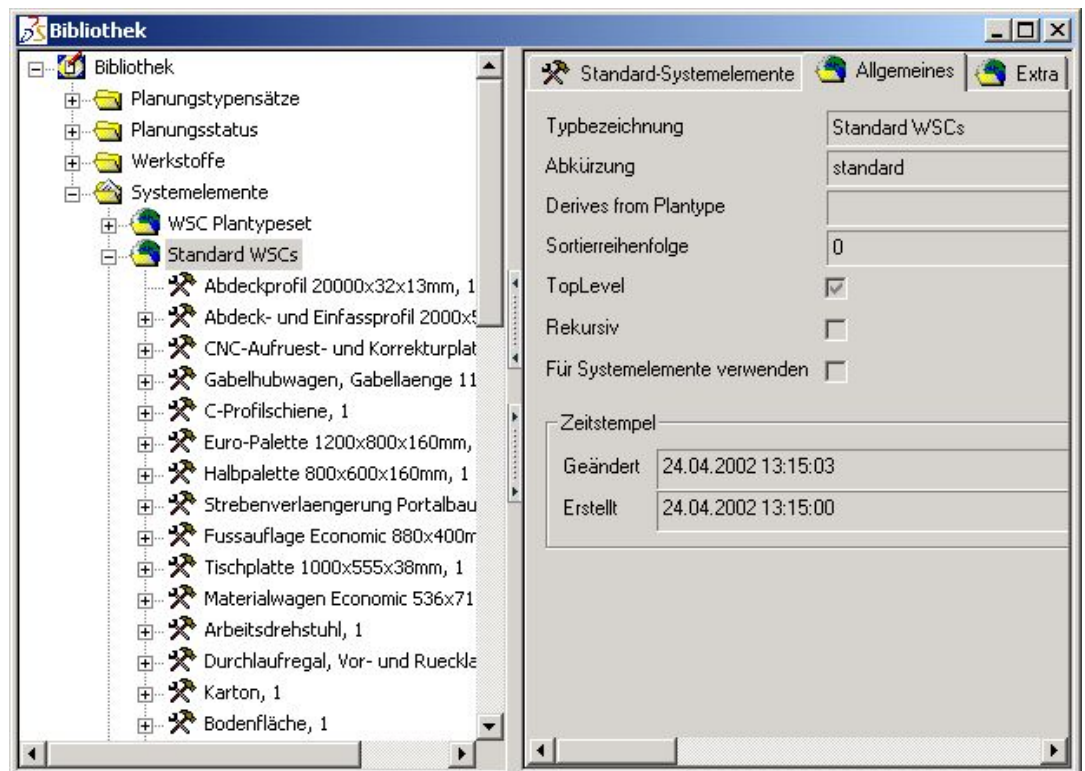 Bibliothek
Bibliothek
Planungstypensätze
Planungsstatus
Werkstoffe
Systemelemente
WSC Plantypeset
Standard WSCs
Abdeckprofil 20000x32x13mm, 1
Abdeck- und Einfassprofil 2000x5
CNC-Aufruest- und Korrekturplat
Gabelhubwagen, Gabellaenge 11
C-Profilschiene, 1
Euro-Palette 1200x800x160mm,
Halbpalette 800x600x160mm, 1
Strebenverlaengerung Portalbau
Fussauflage Economic 880x400m
Tischplatte 1000x555x38mm, 1
Materialwagen Economic 536x71
Arbeitsdrehstuhl, 1
Durchlaufregal, Vor- und Rueckla
Karton, 1
Bodenfläche, 1
Standard-Systemelemente Allgemeines Extra
Typbezeichnung Standard WSCs
Abkürzung standard
Derives from Plantype
Sortierreihenfolge 0
TopLevel
Rekursiv
Für Systemelemente verwenden
Zeitstempel
Geändert 24.04.2002 13:15:03
Erstellt 24.04.2002 13:15:00